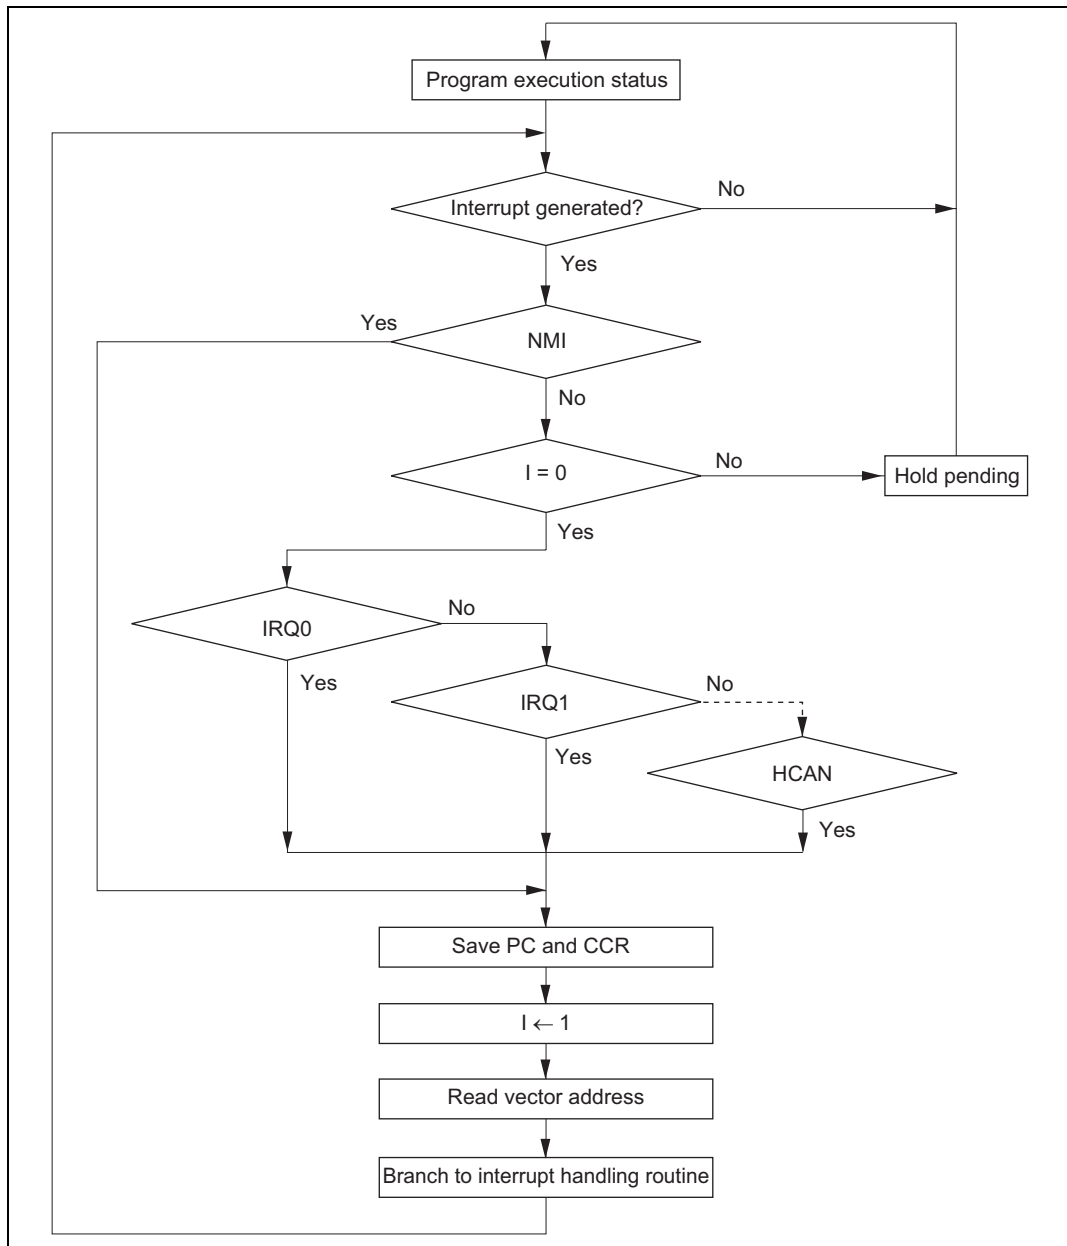 Program execution status
Interrupt generated?
No
Yes
Yes
NMI
No
I = 0
No
Hold pending
Yes
IRQ0
No
Yes
IRQ1
No
Yes
HCAN
Yes
Save PC and CCR
I ← 1
Read vector address
Branch to interrupt handling routine